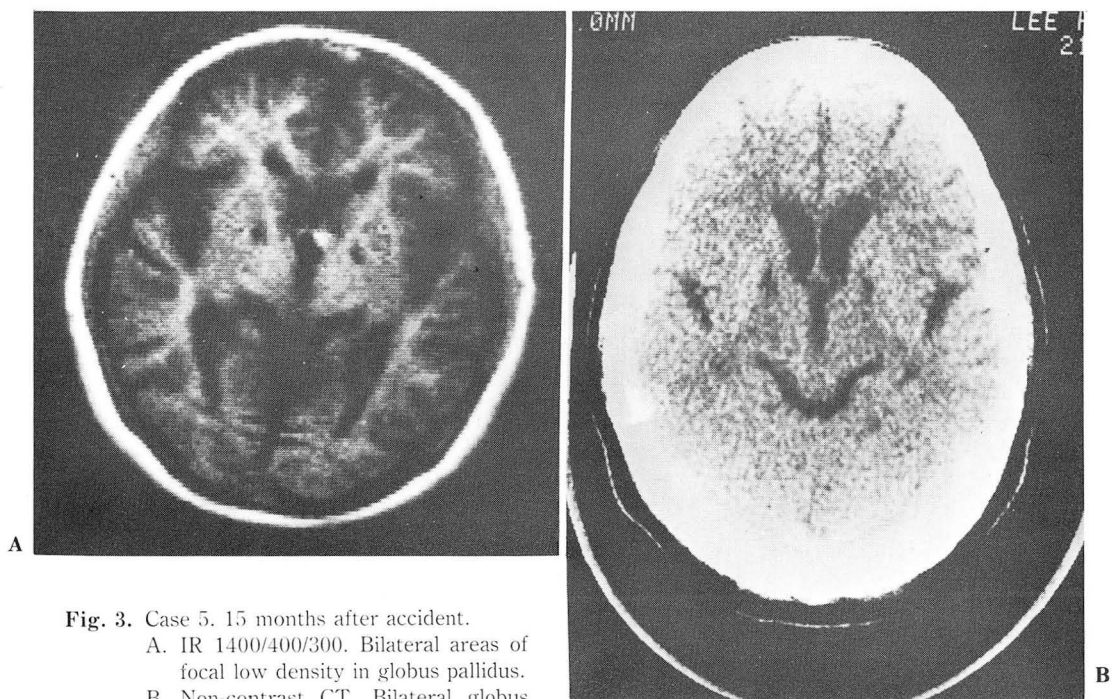 .0MM
LEE
21
A
B
Fig. 3. Case 5. 15 months after accident.
A. IR 1400/400/300. Bilateral areas of
focal low density in globus pallidus.
B. Non-contrast CT. Bilateral globus